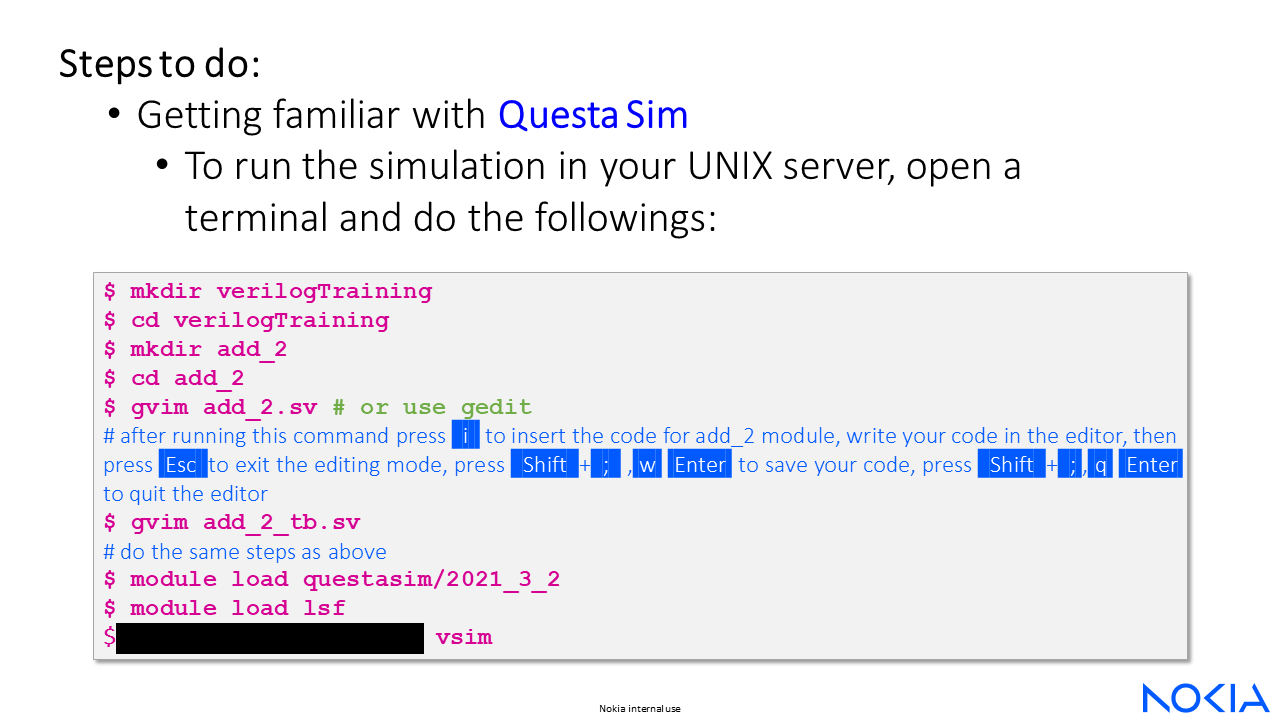 Steps to do:
• Getting familiar with Questa Sim
• To run the simulation in your UNIX server, open a
terminal and do the followings:
$ mkdir verilogTraining
$ cd verilogTraining
$ mkdir add_2
$ cd add_2
$ gvim add_2.sv # or use gedit
# after running this command press i to insert the code for add_2 module, write your code in the editor, then
press Esc to exit the editing mode, press Shift + ; , w Enter to save your code, press Shift + ; , q Enter
to quit the editor
$ gvim add_2_tb.sv
# do the same steps as above
$ module load questasim/2021_3_2
$ module load lsf
$ vsim
Nokia internal use
NOKIA